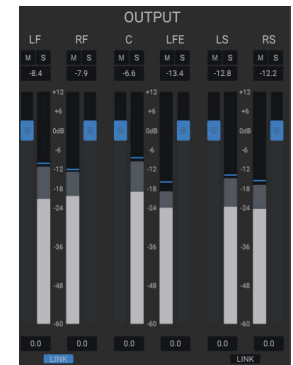 OUTPUT
LF RF C LFE LS RS
M S M S M S M S M S M S
-8.4 -7.9 -6.6 -13.4 -12.8 -12.2
+12 +12 +12
+6 +6 +6
0dB 0dB 0dB
-6 -6 -6
-12 -12 -12
-18 -18 -18
-24 -24 -24
-36 -36 -36
-48 -48 -48
-60 -60 -60
0.0 0.0 0.0 0.0 0.0 0.0
LINK LINK